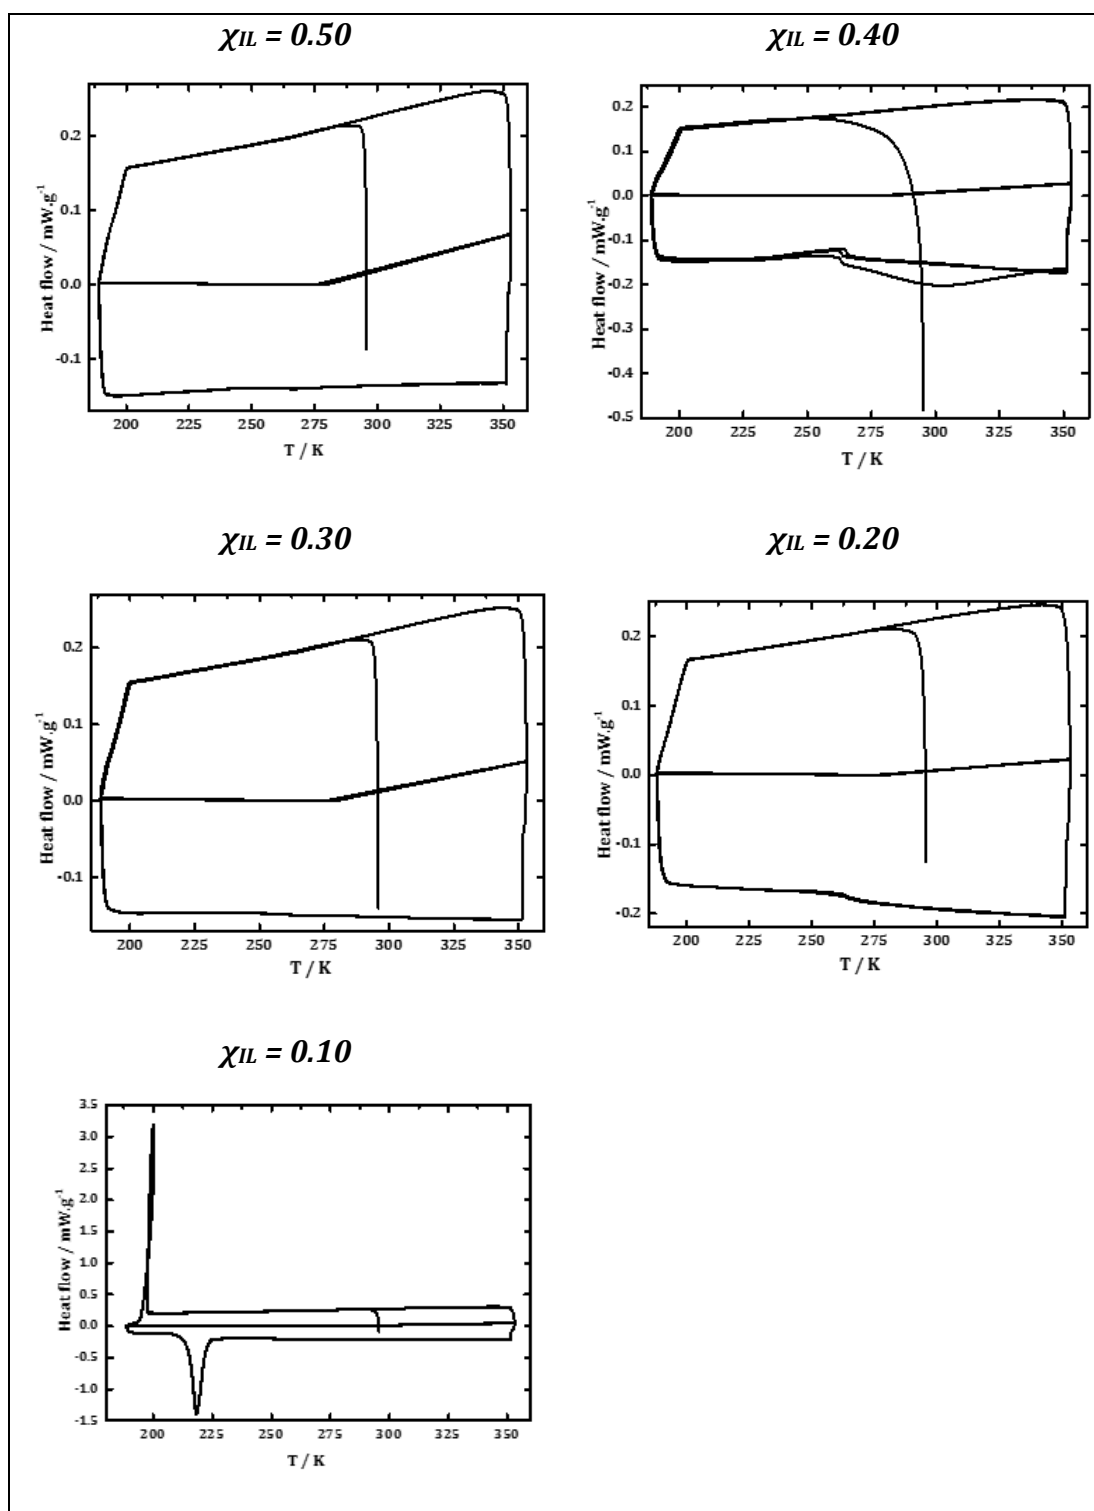 χIL = 0.50
Heat flow / mW.g-1
0.2
0.1
0.0
-0.1
200 225 250 275 300 325 350
T / K
χIL = 0.40
Heat flow / mW.g-1
0.2
0.1
0.0
-0.1
-0.2
-0.3
-0.4
-0.5
200 225 250 275 300 325 350
T / K
χIL = 0.30
Heat flow / mW.g-1
0.2
0.1
0.0
-0.1
200 225 250 275 300 325 350
T / K
χIL = 0.20
Heat flow / mW.g-1
0.2
0.1
0.0
-0.1
-0.2
200 225 250 275 300 325 350
T / K
χIL = 0.10
Heat flow / mW.g-1
3.5
3.0
2.5
2.0
1.5
1.0
0.5
0.0
-0.5
-1.0
-1.5
200 225 250 275 300 325 350
T / K